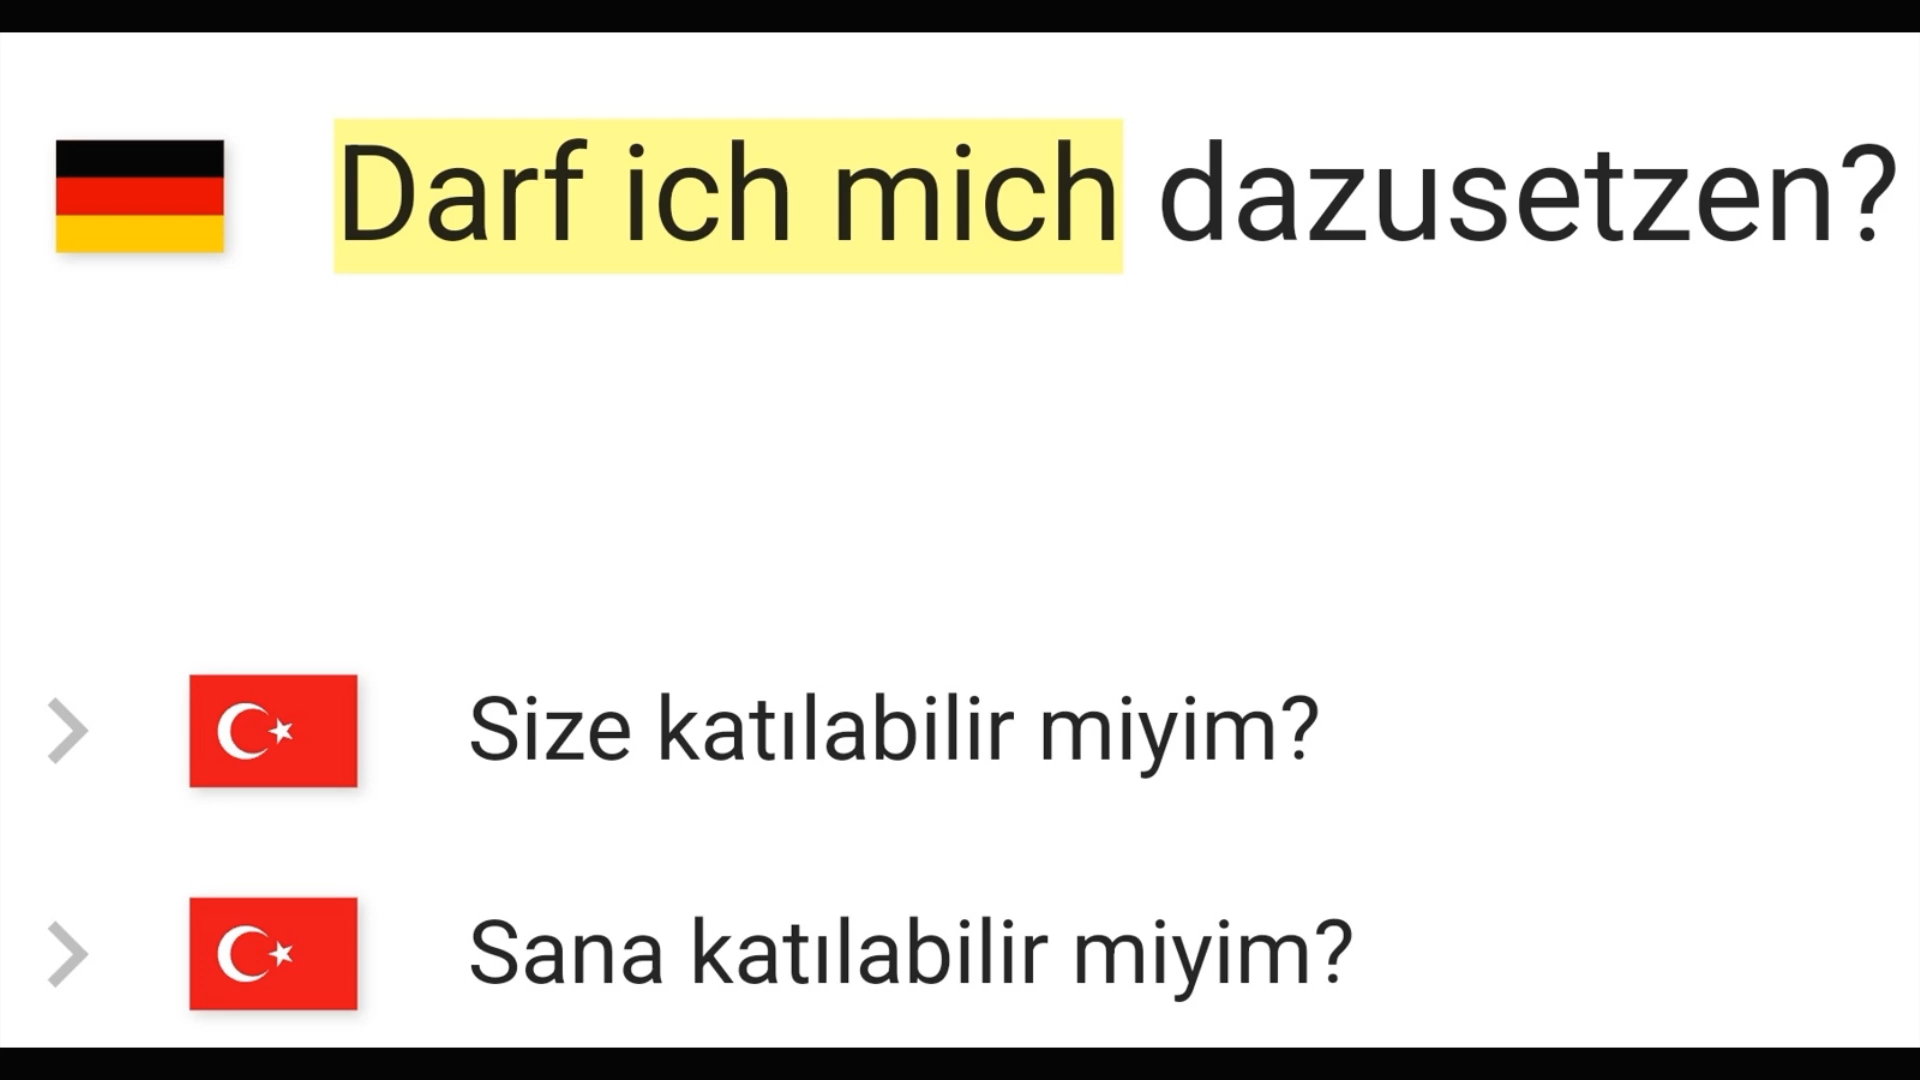 Darf ich mich dazusetzen?
Size katılabilir miyim?
Sana katılabilir miyim?